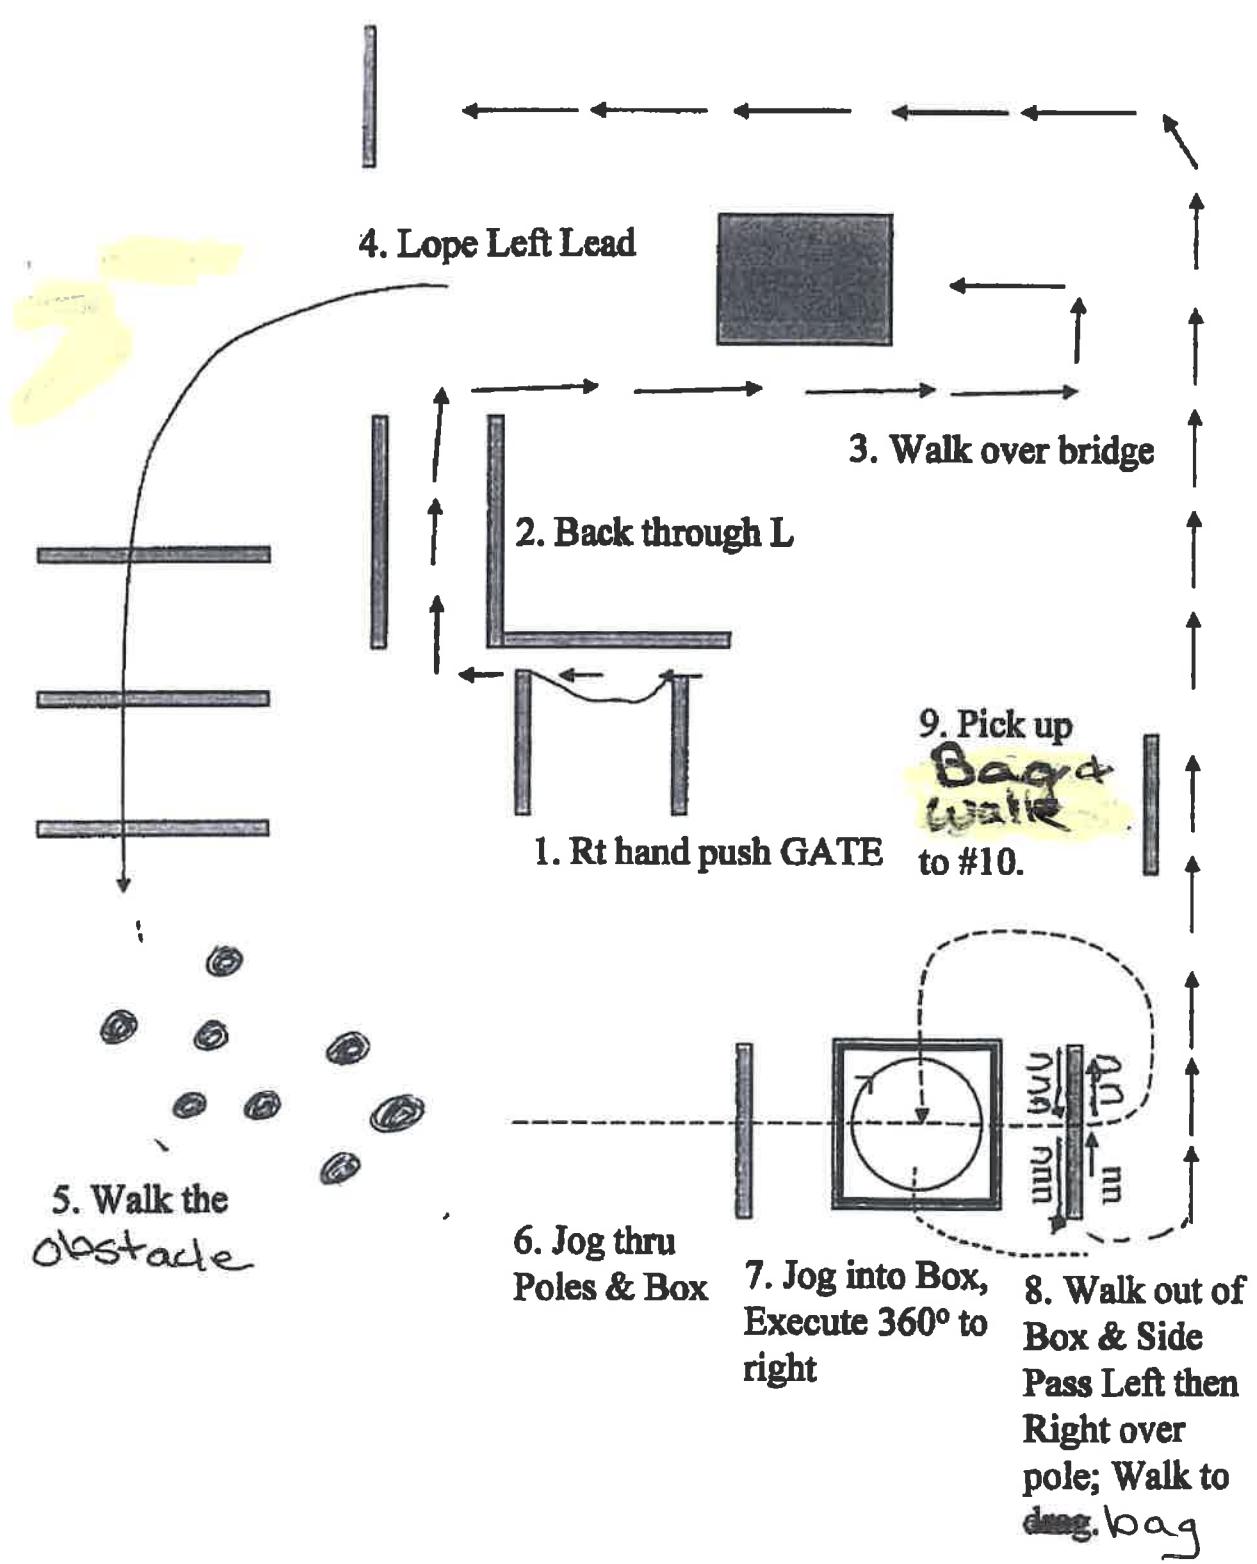 4. Lope Left Lead
3. Walk over bridge
2. Back through L
9. Pick up
Bag &
walk
to #10.
1. Rt hand push GATE
5. Walk the
obstacle
6. Jog thru
Poles & Box
7. Jog into Box,
Execute 360º to
right
8. Walk out of
Box & Side
Pass Left then
Right over
pole; Walk to
drag. bag